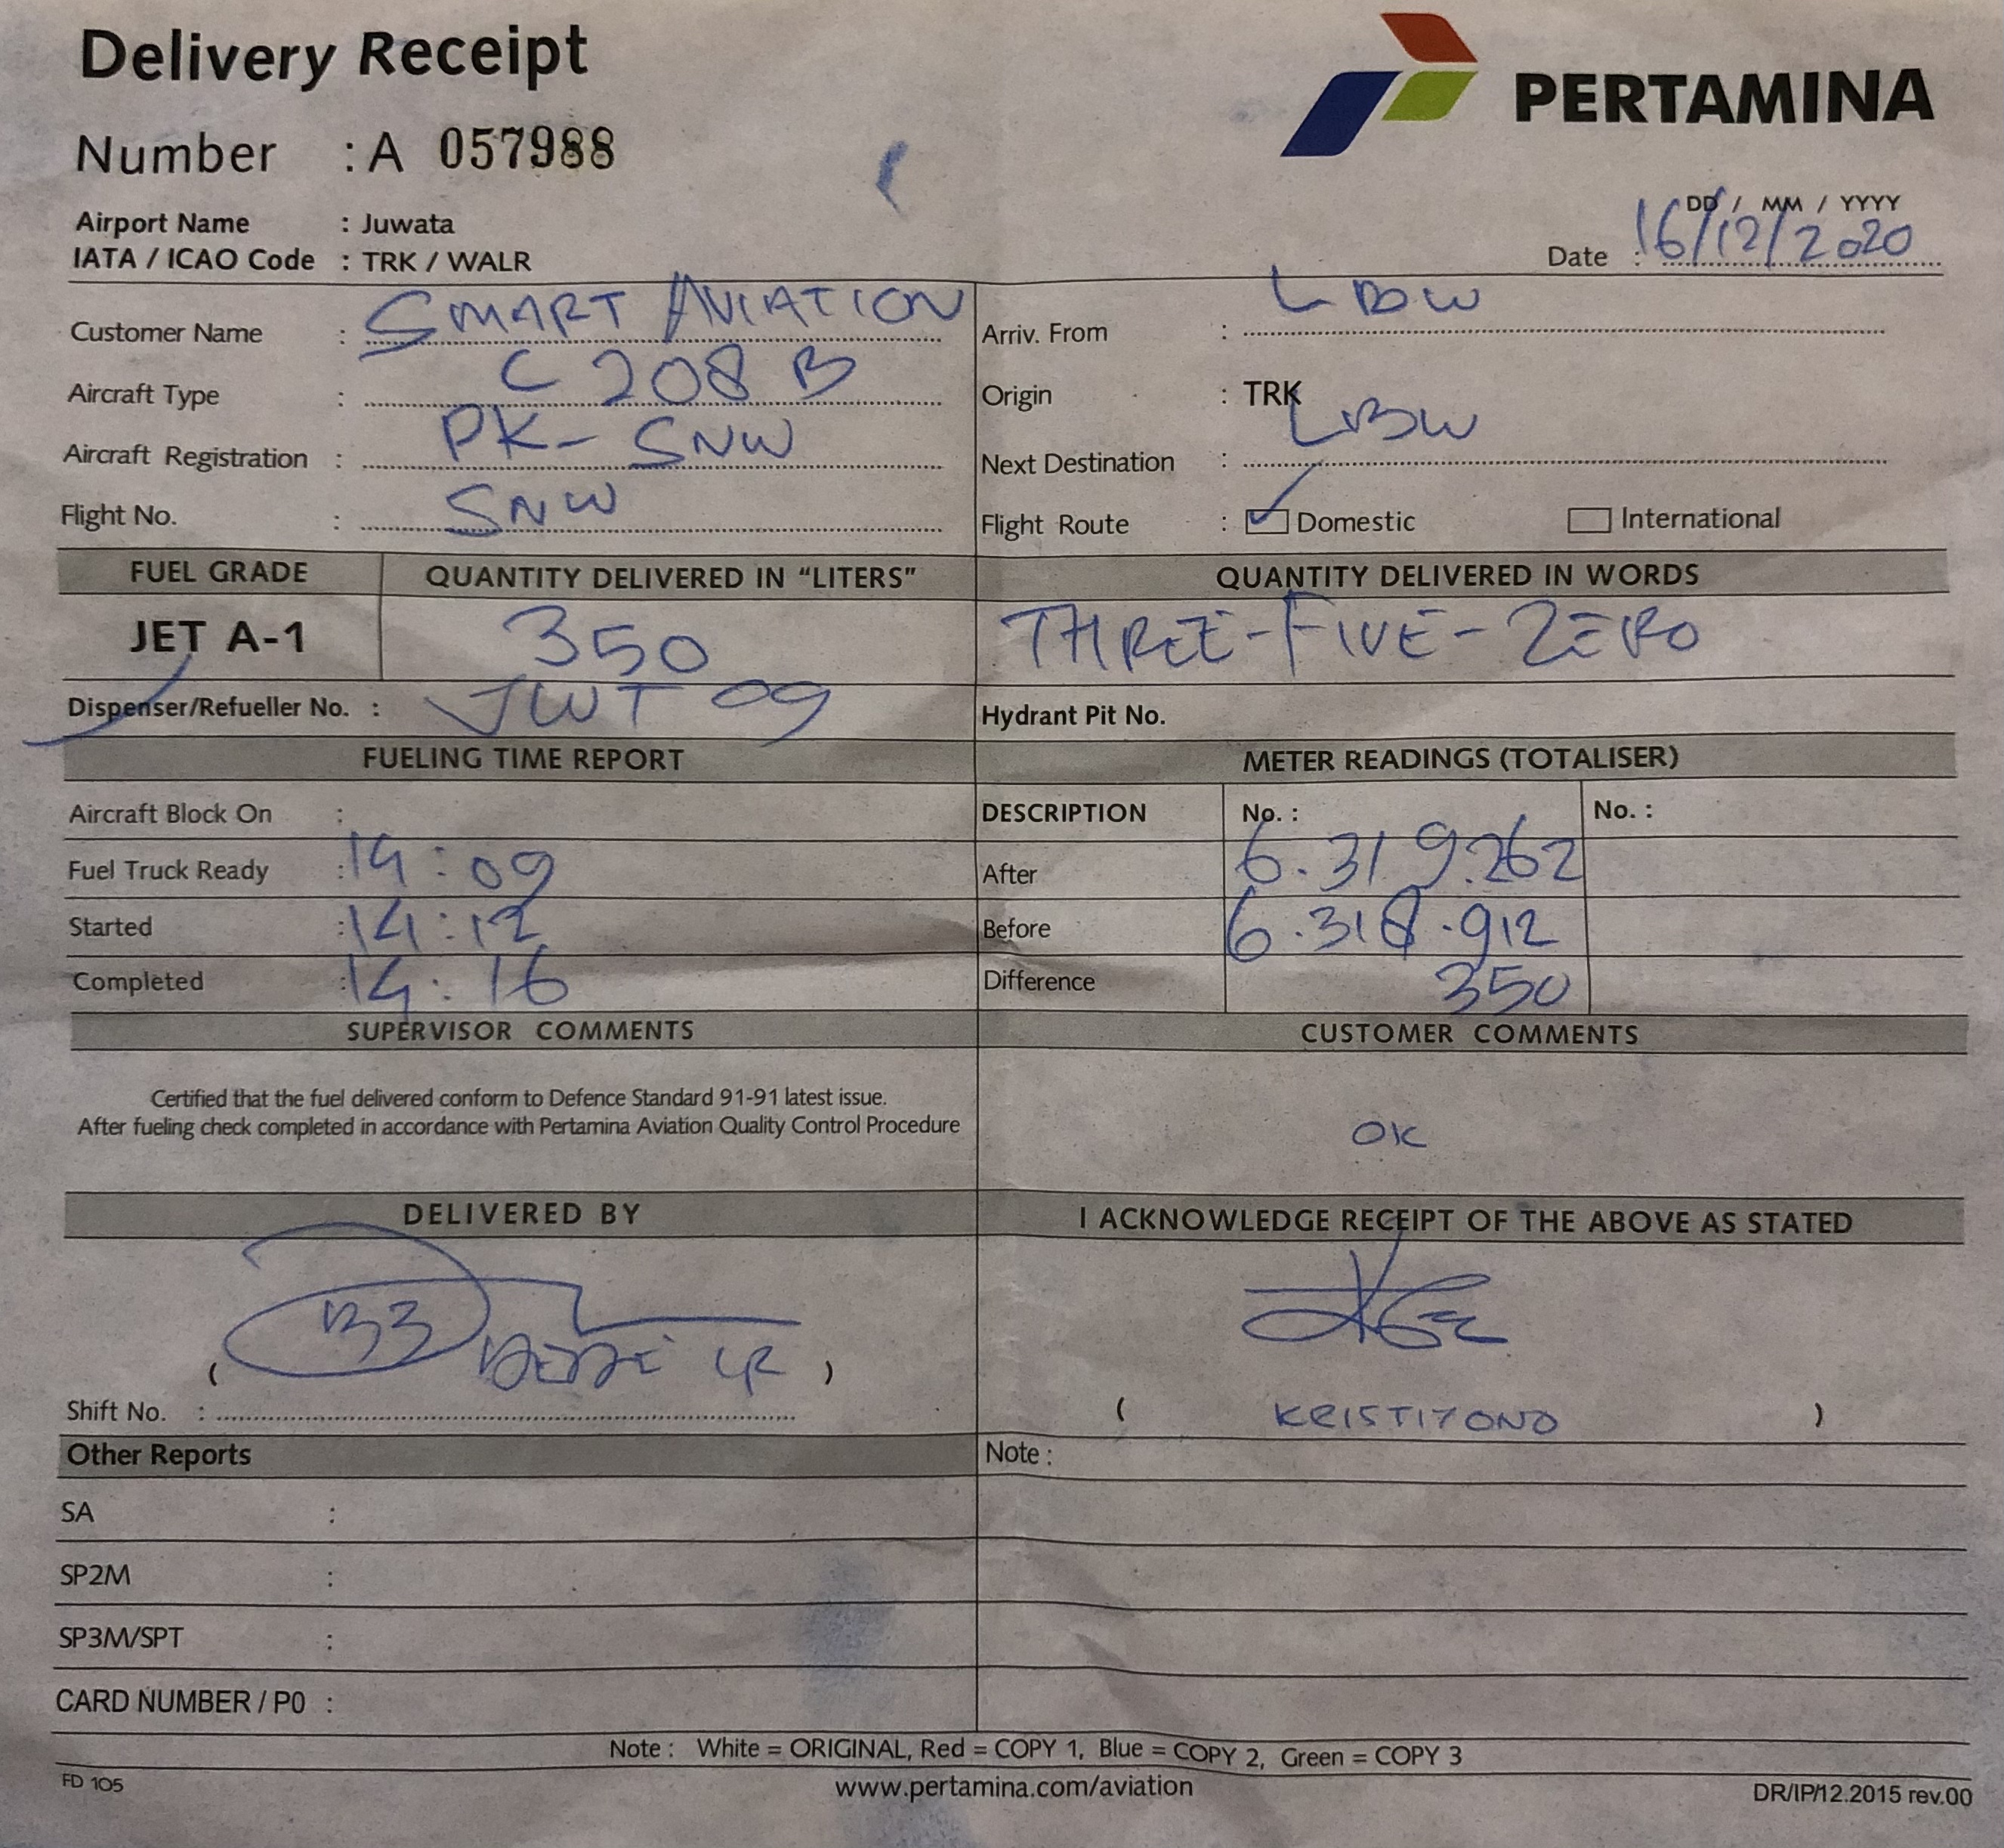 Delivery Receipt
PERTAMINA
Number : A 057988
Airport Name : Juwata
IATA / ICAO Code : TRK / WALR
DD / MM / YYYY
Date : 16/12/2020
Customer Name : SMART AVIATION
Arriv. From : LBW
Aircraft Type : C 208 B
Origin : TRK
Aircraft Registration : PK-SNW
Next Destination : LBW
Flight No. : SNW
Flight Route : Domestic International
FUEL GRADE QUANTITY DELIVERED IN “LITERS” QUANTITY DELIVERED IN WORDS
JET A-1 350 THREE-FIVE-ZERO
Dispenser/Refueller No. : JWT 09
Hydrant Pit No.
FUELING TIME REPORT METER READINGS (TOTALISER)
Aircraft Block On :
DESCRIPTION No. : No. :
Fuel Truck Ready : 14:09
After 6.319.262
Started : 14:12
Before 6.318.912
Completed : 14:16
Difference 350
SUPERVISOR COMMENTS CUSTOMER COMMENTS
Certified that the fuel delivered conform to Defence Standard 91-91 latest issue.
After fueling check completed in accordance with Pertamina Aviation Quality Control Procedure
OK
DELIVERED BY I ACKNOWLEDGE RECEIPT OF THE ABOVE AS STATED
( )
Shift No. :
( KRISTIYONO )
Other Reports Note :
SA :
SP2M :
SP3M/SPT :
CARD NUMBER / P0 :
Note : White = ORIGINAL, Red = COPY 1, Blue = COPY 2, Green = COPY 3
FD 105 www.pertamina.com/aviation DR/IP/12.2015 rev.00